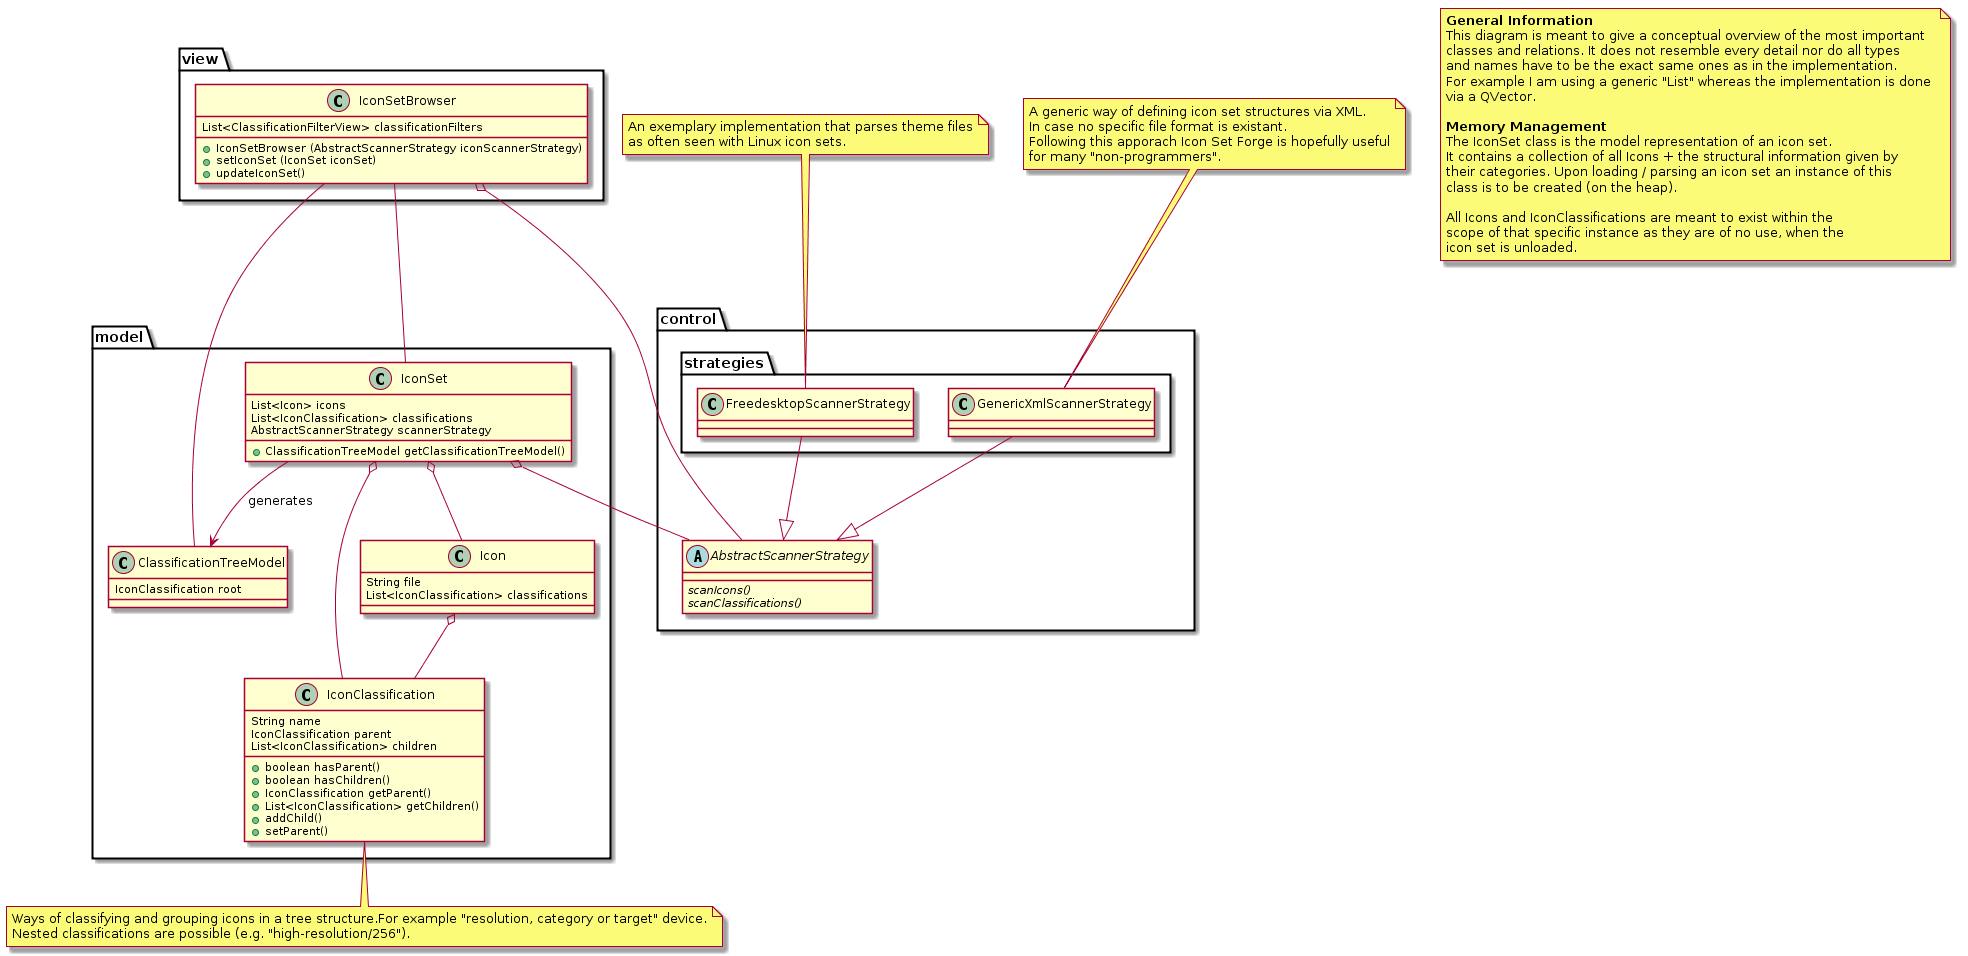 General Information
This diagram is meant to give a conceptual overview of the most important
classes and relations. It does not resemble every detail nor do all types
and names have to be the exact same ones as in the implementation.
For example I am using a generic "List" whereas the implementation is done
via a QVector.
Memory Management
The IconSet class is the model representation of an icon set.
It contains a collection of all Icons + the structural information given by
their categories. Upon loading / parsing an icon set an instance of this
class is to be created (on the heap).
All Icons and IconClassifications are meant to exist within the
scope of that specific instance as they are of no use, when the
icon set is unloaded.
view
C IconSetBrowser
List<ClassificationFilterView> classificationFilters
IconSetBrowser (AbstractScannerStrategy iconScannerStrategy)
setIconSet (IconSet iconSet)
updateIconSet()
An exemplary implementation that parses theme files
as often seen with Linux icon sets.
A generic way of defining icon set structures via XML.
In case no specific file format is existant.
Following this apporach Icon Set Forge is hopefully useful
for many "non-programmers".
model
C IconSet
List<Icon> icons
List<IconClassification> classifications
AbstractScannerStrategy scannerStrategy
ClassificationTreeModel getClassificationTreeModel()
generates
control
strategies
C FreedesktopScannerStrategy
C GenericXmlScannerStrategy
C ClassificationTreeModel
IconClassification root
C Icon
String file
List<IconClassification> classifications
A AbstractScannerStrategy
scanIcons()
scanClassifications()
C IconClassification
String name
IconClassification parent
List<IconClassification> children
boolean hasParent()
boolean hasChildren()
IconClassification getParent()
List<IconClassification> getChildren()
addChild()
setParent()
Ways of classifying and grouping icons in a tree structure.For example "resolution, category or target" device.
Nested classifications are possible (e.g. "high-resolution/256").